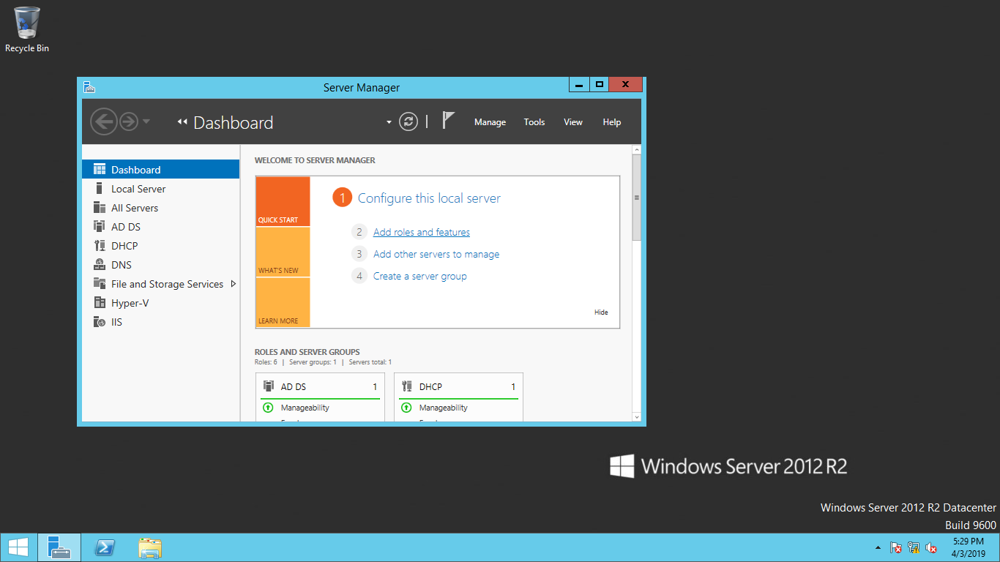 Recycle Bin
Server Manager
Dashboard
Manage Tools View Help
Dashboard
Local Server
All Servers
AD DS
DHCP
DNS
File and Storage Services
Hyper-V
IIS
WELCOME TO SERVER MANAGER
QUICK START
WHAT'S NEW
LEARN MORE
1 Configure this local server
2 Add roles and features
3 Add other servers to manage
4 Create a server group
Hide
ROLES AND SERVER GROUPS
Roles: 6 | Server groups: 1 | Servers total: 1
AD DS 1
Manageability
DHCP 1
Manageability
Windows Server 2012 R2
Windows Server 2012 R2 Datacenter
Build 9600
5:29 PM
4/3/2019